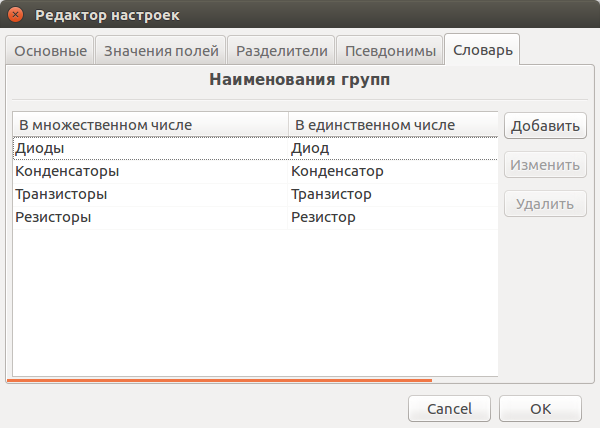 Редактор настроек
Основные Значения полей Разделители Псевдонимы Словарь
Наименования групп
В множественном числе В единственном числе Добавить
Диоды Диод
Конденсаторы Конденсатор Изменить
Транзисторы Транзистор
Резисторы Резистор Удалить
Cancel OK